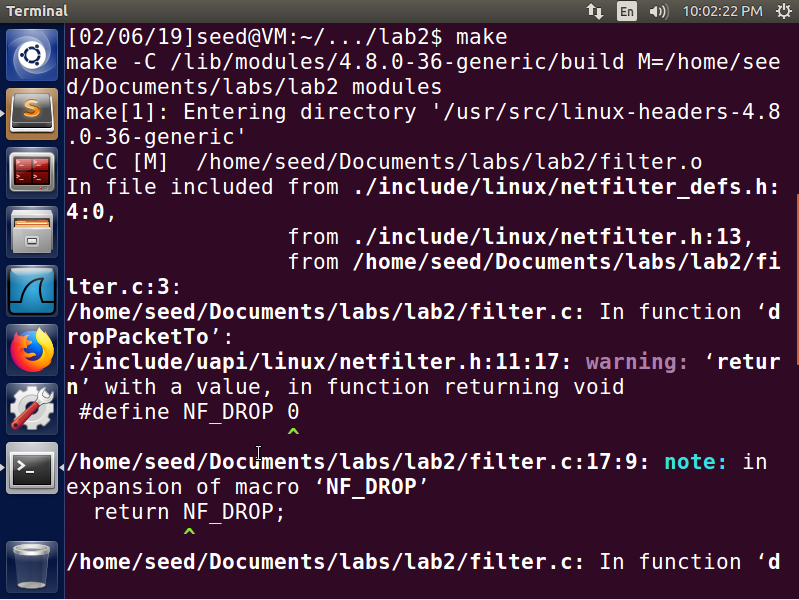 Terminal
En
10:02:22 PM
[02/06/19]seed@VM:~/.../lab2$ make
make -C /lib/modules/4.8.0-36-generic/build M=/home/see
d/Documents/labs/lab2 modules
make[1]: Entering directory '/usr/src/linux-headers-4.8
.0-36-generic'
  CC [M]  /home/seed/Documents/labs/lab2/filter.o
In file included from ./include/linux/netfilter_defs.h:
4:0,
                 from ./include/linux/netfilter.h:13,
                 from /home/seed/Documents/labs/lab2/fi
lter.c:3:
/home/seed/Documents/labs/lab2/filter.c: In function ‘d
ropPacketTo’:
./include/uapi/linux/netfilter.h:11:17: warning: ‘retur
n’ with a value, in function returning void
 #define NF_DROP 0
                 ^
/home/seed/Documents/labs/lab2/filter.c:17:9: note: in
expansion of macro ‘NF_DROP’
  return NF_DROP;
         ^
/home/seed/Documents/labs/lab2/filter.c: In function ‘d